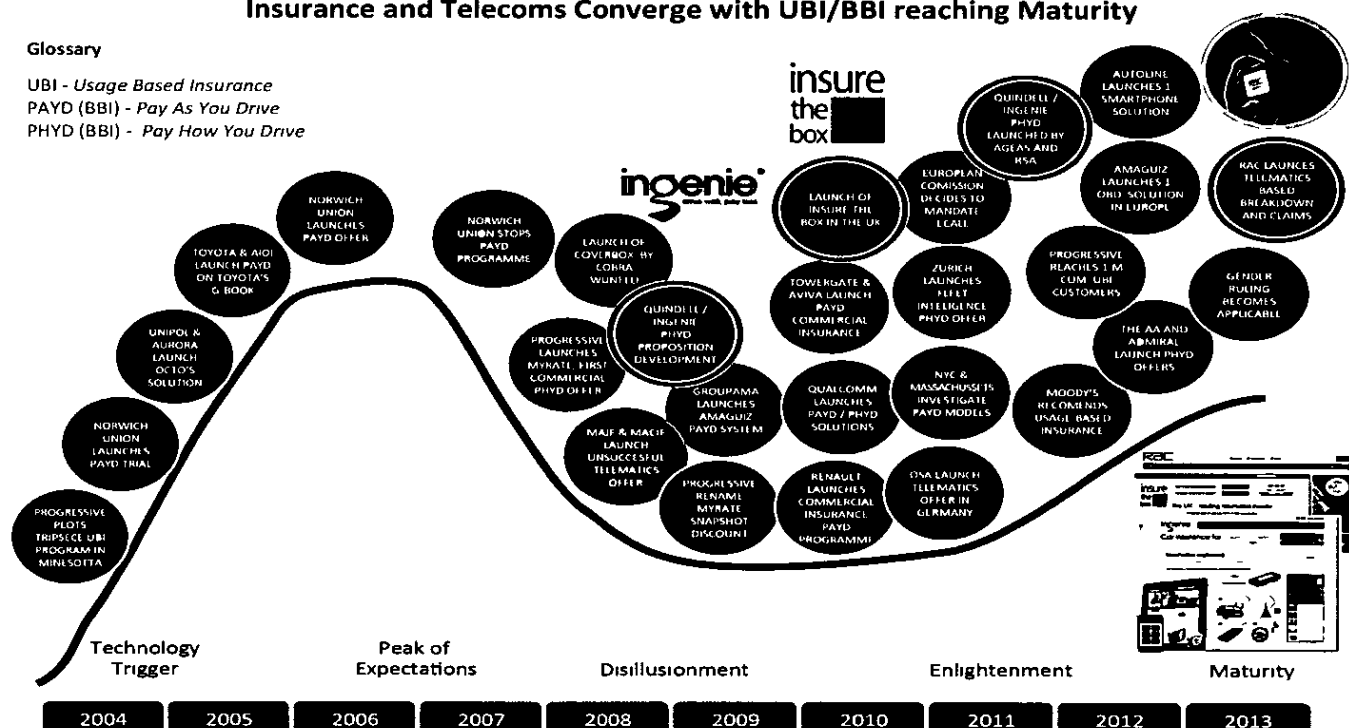 Insurance and Telecoms Converge with UBI/BBI reaching Maturity
Glossary
UBI - Usage Based Insurance
PAYD (BBI) - Pay As You Drive
PHYD (BBI) - Pay How You Drive
PROGRESSIVE
PLOTS
TRIPSECE UBI
PROGRAM IN
MINESOTTA
NORWICH
UNION
LAUNCHES
PAYD TRIAL
UNIPOL &
AURORA
LAUNCH
OCTO'S
SOLUTION
TOYOTA & AIOI
LAUNCH PAYD
ON TOYOTA'S
G BOOK
NORWICH
UNION
LAUNCHES
PAYD OFFER
NORWICH
UNION STOPS
PAYD
PROGRAMME
LAUNCH OF
COVERBOX BY
COBRA
PROGRESSIVE
LAUNCHES
MYRATE, FIRST
COMMERCIAL
PHYD OFFER
MAIF & MACIF
LAUNCH
UNSUCCESFUL
TELEMATICS
OFFER
ingenie
QUINDELL /
INGENIE
PHYD
PROPOSITION
DEVELOPMENT
GROUPAMA
LAUNCHES
AMAGUIZ
PAYD SYSTEM
PROGRESSIVE
RENAME
MYRATE
SNAPSHOT
DISCOUNT
insure
the
box
LAUNCH OF
INSURE THE
BOX IN THE UK
TOWERGATE &
AVIVA LAUNCH
PAYD
COMMERCIAL
INSURANCE
QUALCOMM
LAUNCHES
PAYD / PHYD
SOLUTIONS
RENAULT
LAUNCHES
COMMERCIAL
INSURANCE
PAYD
PROGRAMME
EUROPEAN
COMISSION
DECIDES TO
MANDATE
ECALL
ZURICH
LAUNCHES
FLEET
INTELIGENCE
PHYD OFFER
NYC &
MASSACHUSSETS
INVESTIGATE
PAYD MODELS
OSA LAUNCH
TELEMATICS
OFFER IN
GERMANY
QUINDELL /
INGENIE
PHYD
LAUNCHED BY
AGEAS AND
RSA
AUTOLINE
LAUNCHES 1
SMARTPHONE
SOLUTION
AMAGUIZ
LAUNCHES 1
OBD SOLUTION
IN EUROPE
PROGRESSIVE
REACHES 1 M
CUM. UBI
CUSTOMERS
THE AA AND
ADMIRAL
LAUNCH PHYD
OFFERS
MOODY'S
RECOMENDS
USAGE BASED
INSURANCE
RAC LAUNCES
TELEMATICS
BASED
BREAKDOWN
AND CLAIMS
GENDER
RULING
BECOMES
APPLICABLE
RAC
insure
the
box
ingenie
Car insurance for
Technology
Trigger
Peak of
Expectations
Disillusionment
Enlightenment
Maturity
2004 2005 2006 2007 2008 2009 2010 2011 2012 2013